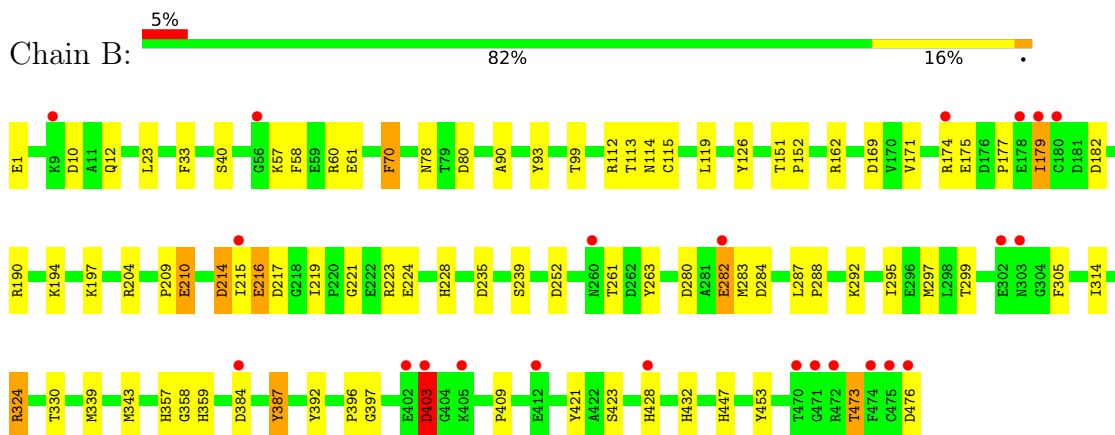 5%
Chain B:
82% 16% •
E1 K9 D10 A11 Q12 L23 F33 S40 G56 K57 F58 E59 R60 E61 F70 N78 T79 D80 A90 Y93 T99 R112 T113 N114 C115 L119 Y126 T151 P152 R162 D169 V170 V171 R174 E175 D176 P177 E178 I179 C180 D181 D182
R190 K194 K197 R204 P209 E210 D214 I215 E216 D217 G218 I219 P220 G221 E222 R223 E224 H228 D235 S239 D252 N260 T261 D262 Y263 D280 A281 E282 M283 D284 L287 P288 K292 I295 E296 M297 L298 T299 E302 N303 G304 F305 I314
R324 T330 M339 M343 H357 G358 H359 D384 Y387 Y392 P396 G397 E402 D403 G404 K405 P409 E412 Y421 A422 S423 H428 H432 H447 Y453 T470 G471 R472 T473 F474 C475 D476